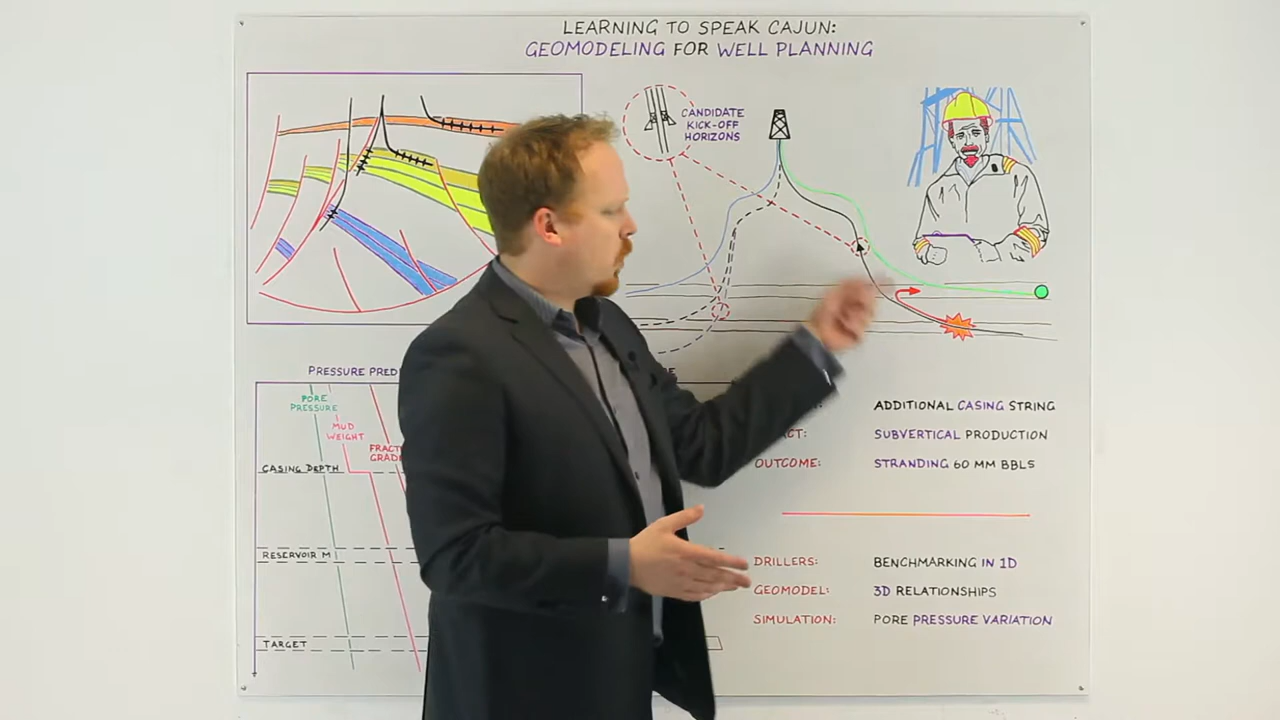 LEARNING TO SPEAK CAJUN:
GEOMODELING FOR WELL PLANNING
CANDIDATE
KICK-OFF
HORIZONS
PRESSURE
PORE
PRESSURE
MUD
WEIGHT
CASING DEPTH
RESERVOIR M
TARGET
ADDITIONAL CASING STRING
SUBVERTICAL PRODUCTION
OUTCOME: STRANDING 60 MM BBLS
DRILLERS: BENCHMARKING IN 1D
GEOMODEL: 3D RELATIONSHIPS
SIMULATION: PORE PRESSURE VARIATION